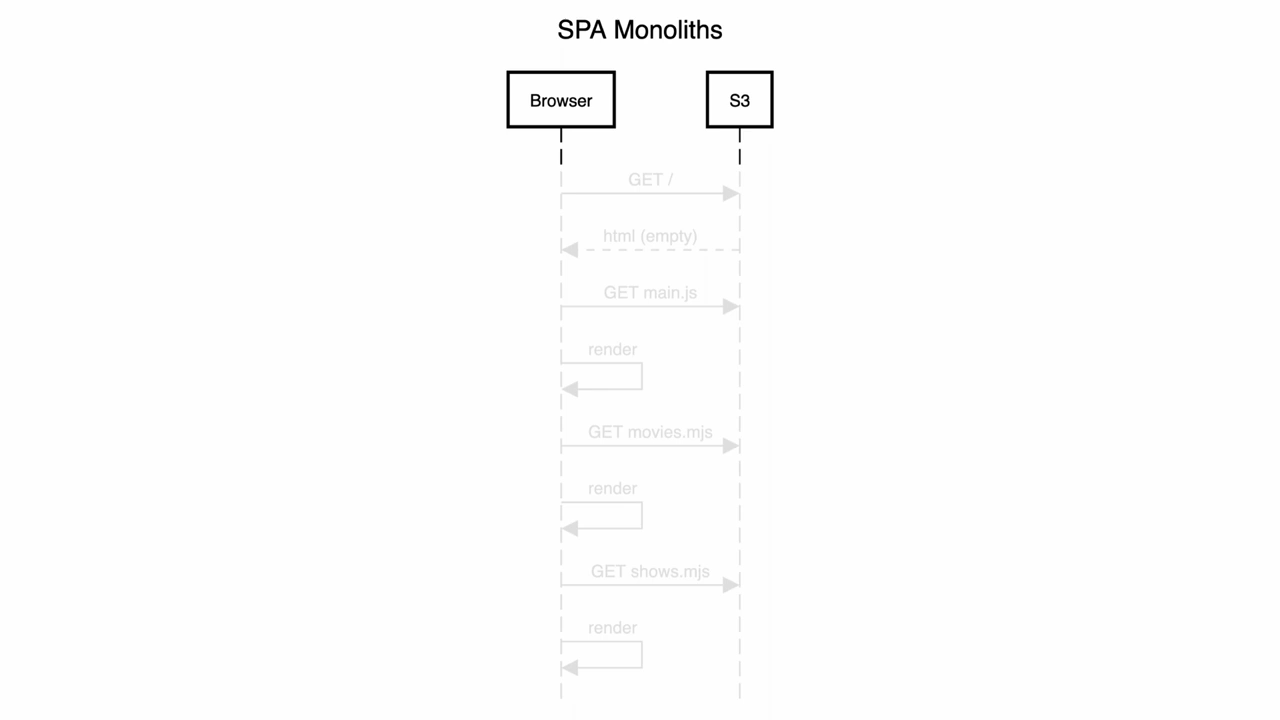 SPA Monoliths
Browser
S3
GET /
html (empty)
GET main.js
render
GET movies.mjs
render
GET shows.mjs
render